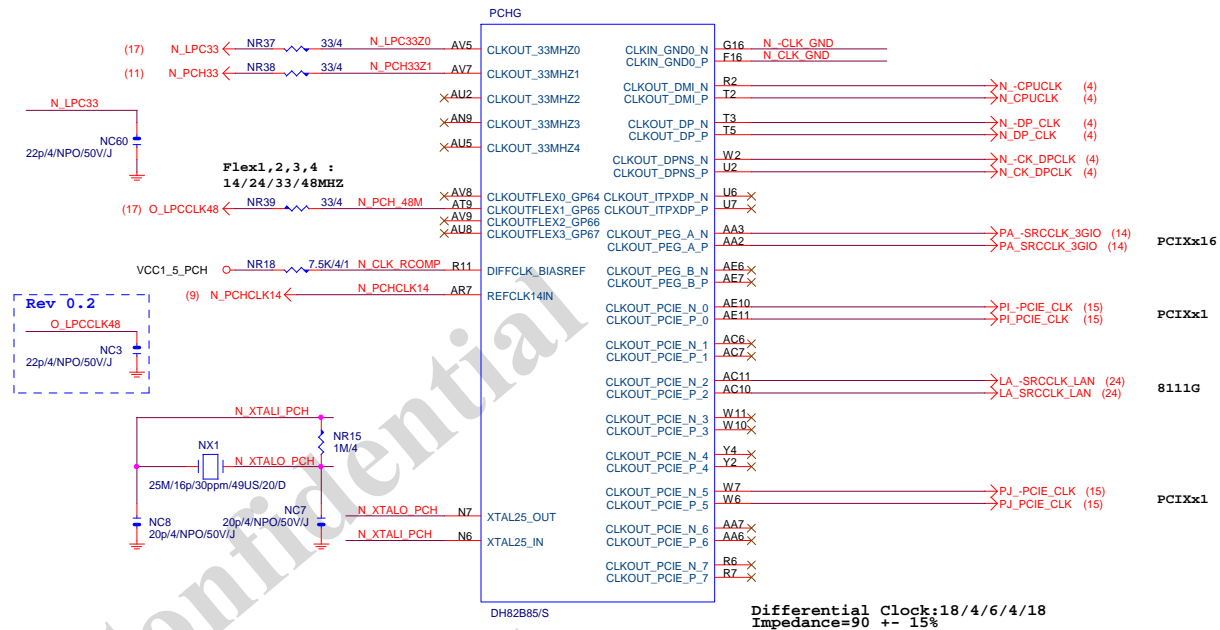 PCHG
(17) N_LPC33 NR37 33/4 N_LPC33Z0 AV5 CLKOUT_33MHZ0
(11) N_PCH33 NR38 33/4 N_PCH33Z1 AV7 CLKOUT_33MHZ1
AU2 CLKOUT_33MHZ2
AN9 CLKOUT_33MHZ3
AU5 CLKOUT_33MHZ4
N_LPC33
NC60
22p/4/NPO/50V/J
Flex1,2,3,4 :
14/24/33/48MHZ
AV8 CLKOUTFLEX0_GP64
(17) O_LPCCLK48 NR39 33/4 N_PCH_48M AT9 CLKOUTFLEX1_GP65
AV9 CLKOUTFLEX2_GP66
AU8 CLKOUTFLEX3_GP67
VCC1_5_PCH NR18 7.5K/4/1 N_CLK_RCOMP R11 DIFFCLK_BIASREF
(9) N_PCHCLK14 N_PCHCLK14 AR7 REFCLK14IN
Rev 0.2
O_LPCCLK48
NC3
22p/4/NPO/50V/J
N_XTALI_PCH
NR15
1M/4
NX1
N_XTALO_PCH
25M/16p/30ppm/49US/20/D
NC8
20p/4/NPO/50V/J
NC7
20p/4/NPO/50V/J
N_XTALO_PCH N7 XTAL25_OUT
N_XTALI_PCH N6 XTAL25_IN
CLKIN_GND0_N G16 N_-CLK_GND
CLKIN_GND0_P F16 N_CLK_GND
CLKOUT_DMI_N R2 N_-CPUCLK (4)
CLKOUT_DMI_P T2 N_CPUCLK (4)
CLKOUT_DP_N T3 N_-DP_CLK (4)
CLKOUT_DP_P T5 N_DP_CLK (4)
CLKOUT_DPNS_N W2 N_-CK_DPCLK (4)
CLKOUT_DPNS_P U2 N_CK_DPCLK (4)
CLKOUT_ITPXDP_N U6
CLKOUT_ITPXDP_P U7
CLKOUT_PEG_A_N AA3 PA_-SRCCLK_3GIO (14)
CLKOUT_PEG_A_P AA2 PA_SRCCLK_3GIO (14)
PCIXx16
CLKOUT_PEG_B_N AE6
CLKOUT_PEG_B_P AE7
CLKOUT_PCIE_N_0 AE10 PI_-PCIE_CLK (15)
CLKOUT_PCIE_P_0 AE11 PI_PCIE_CLK (15)
PCIXx1
CLKOUT_PCIE_N_1 AC6
CLKOUT_PCIE_P_1 AC7
CLKOUT_PCIE_N_2 AC11 LA_-SRCCLK_LAN (24)
CLKOUT_PCIE_P_2 AC10 LA_SRCCLK_LAN (24)
8111G
CLKOUT_PCIE_N_3 W11
CLKOUT_PCIE_P_3 W10
CLKOUT_PCIE_N_4 Y4
CLKOUT_PCIE_P_4 Y2
CLKOUT_PCIE_N_5 W7 PJ_-PCIE_CLK (15)
CLKOUT_PCIE_P_5 W6 PJ_PCIE_CLK (15)
PCIXx1
CLKOUT_PCIE_N_6 AA7
CLKOUT_PCIE_P_6 AA6
CLKOUT_PCIE_N_7 R6
CLKOUT_PCIE_P_7 R7
DH82B85/S
Differential Clock:18/4/6/4/18
Impedance=90 +- 15%
onfidential